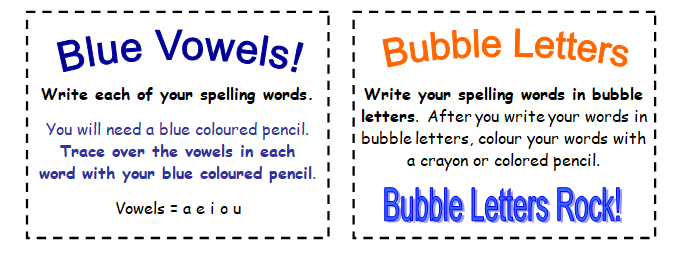 Blue Vowels!
Write each of your spelling words.
You will need a blue coloured pencil.
Trace over the vowels in each
word with your blue coloured pencil.
Vowels = a e i o u
Bubble Letters
Write your spelling words in bubble
letters. After you write your words in
bubble letters, colour your words with
a crayon or colored pencil.
Bubble Letters Rock!